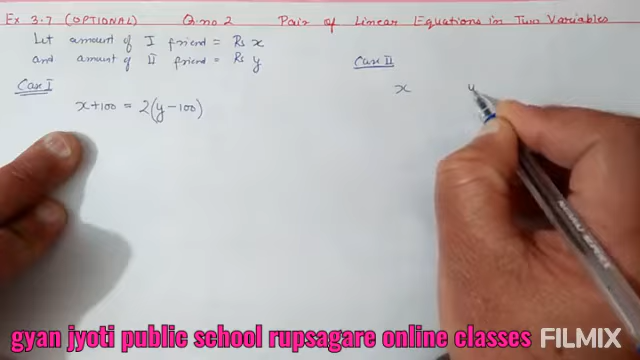 Ex 3.7 (OPTIONAL) Q.no 2 Pair of Linear Equations in Two Variables
Let amount of I friend = Rs x
and amount of II friend = Rs y
Case I
x+100 = 2(y-100)
Case II
x y
gyan jyoti public school rupsagare online classes
FILMIX